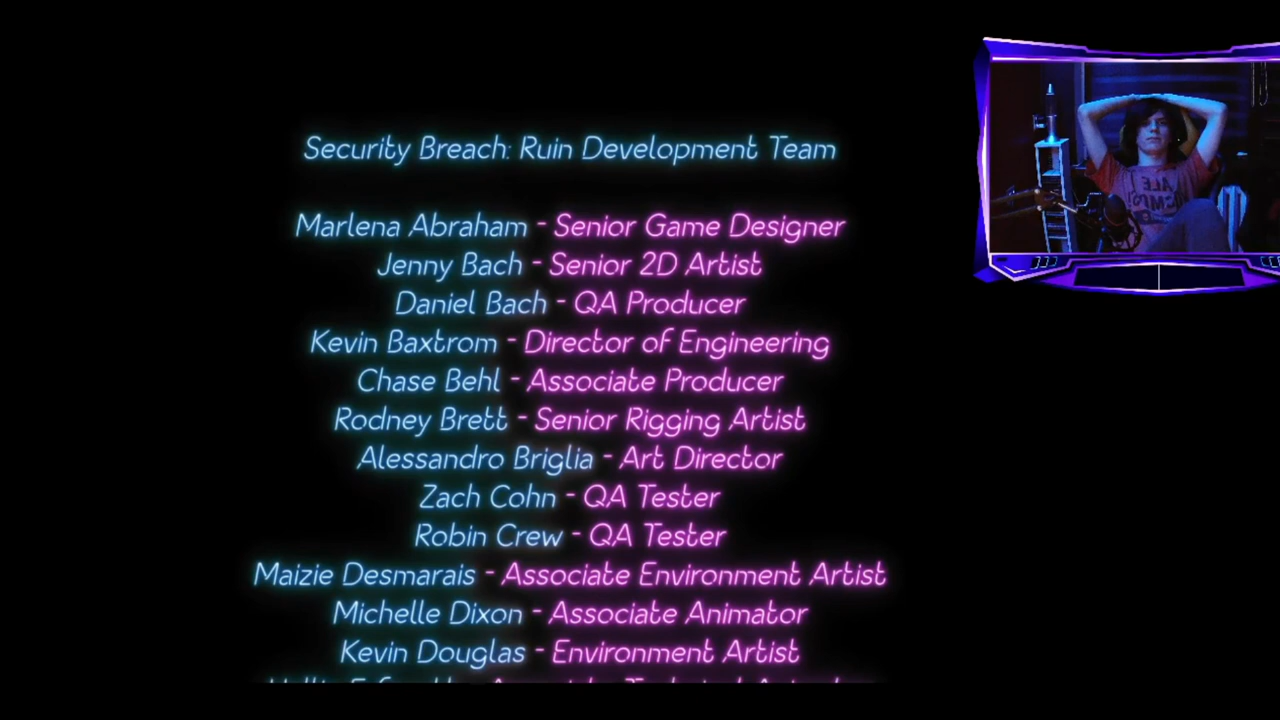 Security Breach: Ruin Development Team
Marlena Abraham - Senior Game Designer
Jenny Bach - Senior 2D Artist
Daniel Bach - QA Producer
Kevin Baxtrom - Director of Engineering
Chase Behl - Associate Producer
Rodney Brett - Senior Rigging Artist
Alessandro Briglia - Art Director
Zach Cohn - QA Tester
Robin Crew - QA Tester
Maizie Desmarais - Associate Environment Artist
Michelle Dixon - Associate Animator
Kevin Douglas - Environment Artist